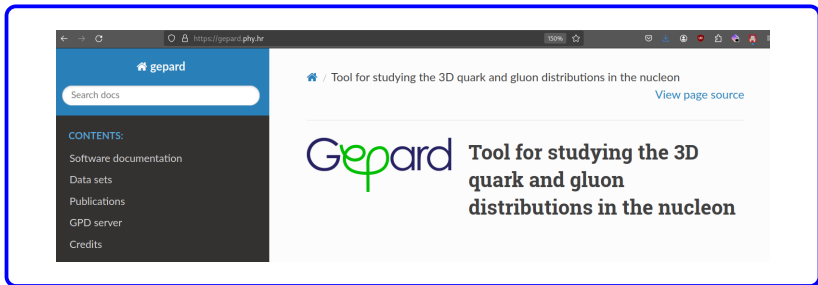 https://gepard.phy.hr
150%
gepard
Search docs
CONTENTS:
Software documentation
Data sets
Publications
GPD server
Credits
/ Tool for studying the 3D quark and gluon distributions in the nucleon
View page source
Gepard
Tool for studying the 3D
quark and gluon
distributions in the nucleon